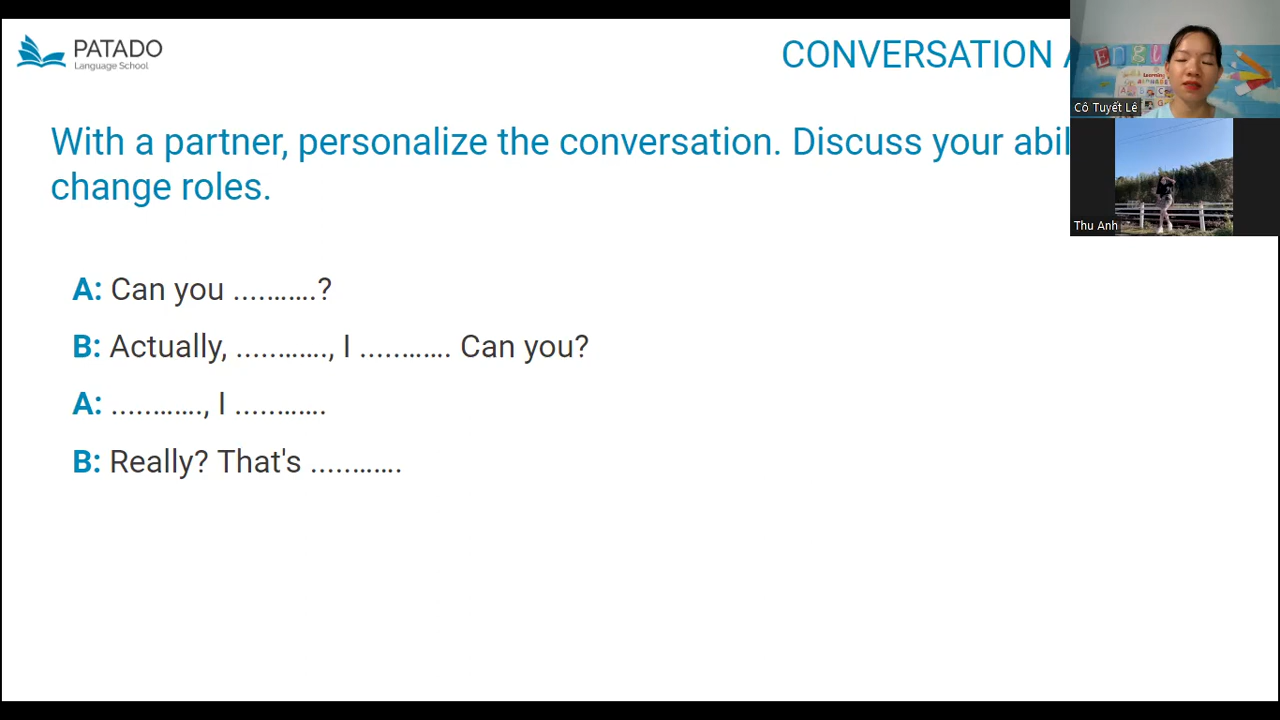 PATADO
Language School
CONVERSATION
Cô Tuyết Lê
With a partner, personalize the conversation. Discuss your
change roles.
Thu Anh
A: Can you ...........?
B: Actually, ..........., I ........... Can you?
A: ..........., I ...........
B: Really? That's ...........